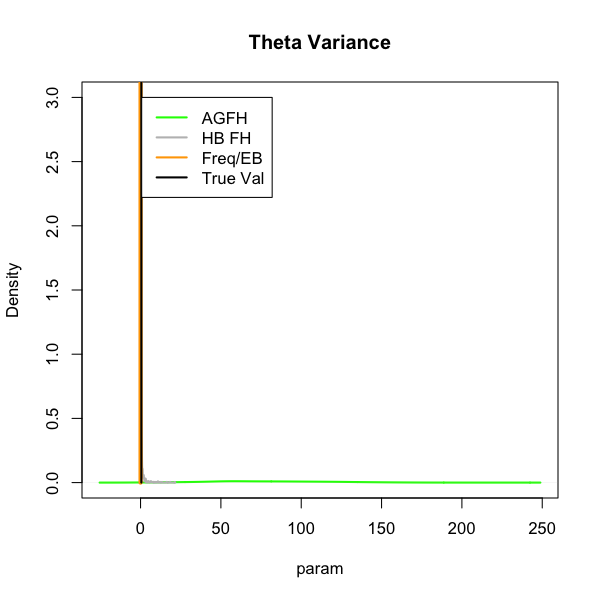 Theta Variance
AGFH
HB FH
Freq/EB
True Val
Density
0.0
0.5
1.0
1.5
2.0
2.5
3.0
0 50 100 150 200 250
param